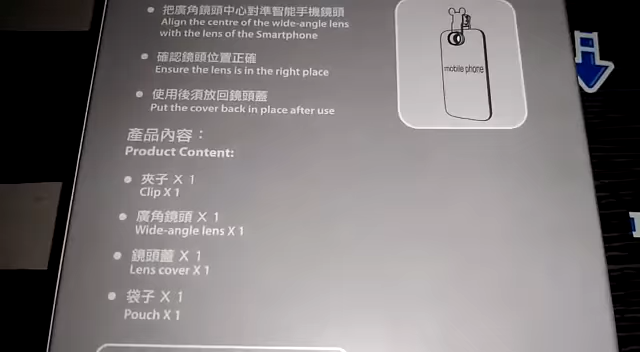 把廣角鏡頭中心對準智能手機鏡頭
Align the centre of the wide-angle lens
with the lens of the Smartphone
確認鏡頭位置正確
Ensure the lens is in the right place
使用後須放回鏡頭蓋
Put the cover back in place after use
mobile phone
產品內容：
Product Content:
夾子 X 1
Clip X 1
廣角鏡頭 X 1
Wide-angle lens X 1
鏡頭蓋 X 1
Lens cover X 1
袋子 X 1
Pouch X 1